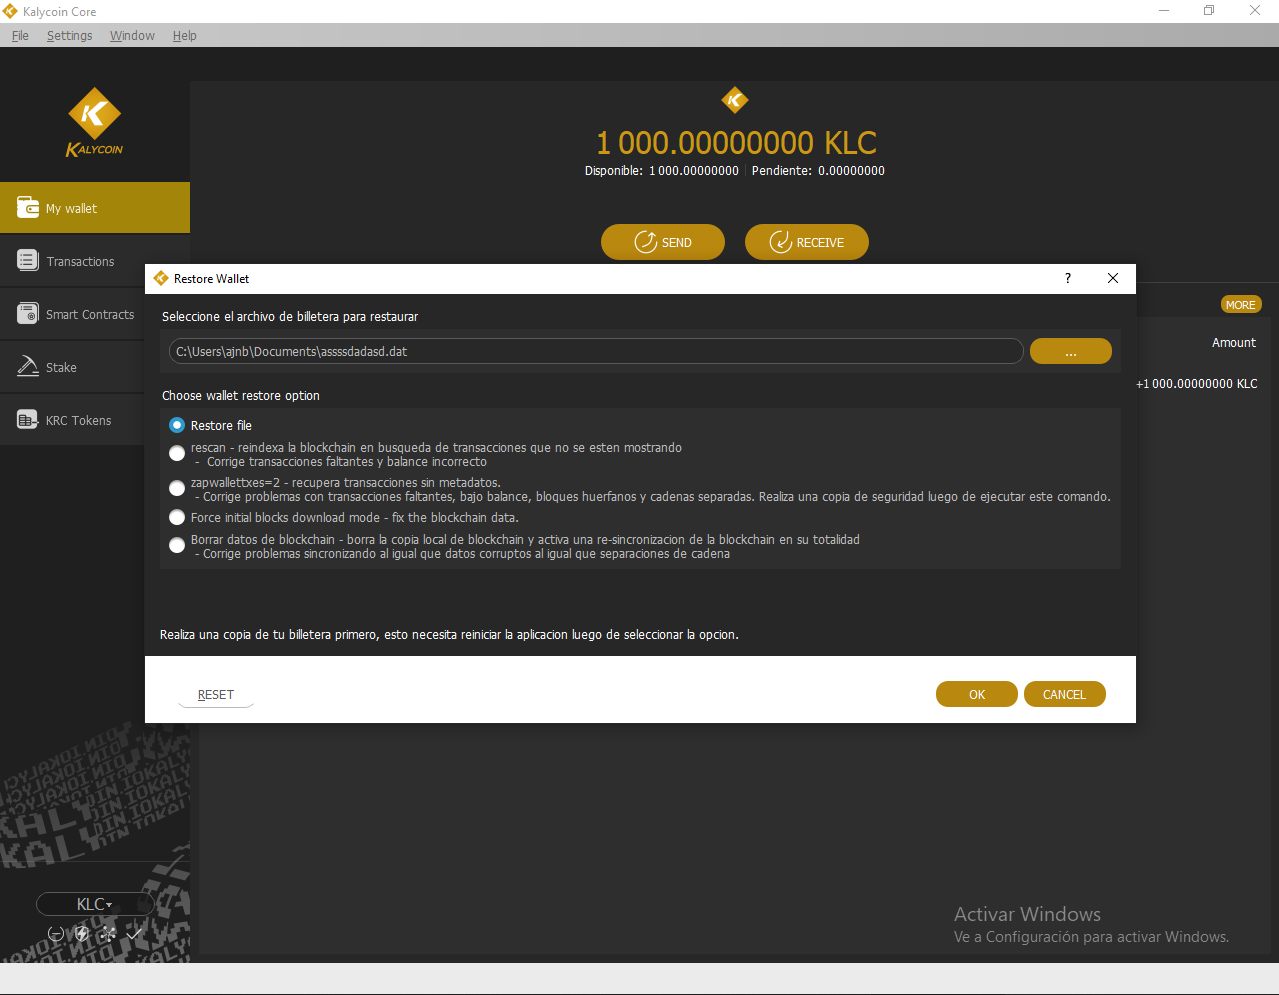 Kalycoin Core
File Settings Window Help
KALYCOIN
1 000.00000000 KLC
Disponible: 1 000.00000000 Pendiente: 0.00000000
SEND RECEIVE
My wallet
Transactions
Smart Contracts
Stake
KRC Tokens
MORE
Amount
+1 000.00000000 KLC
Restore Wallet ?
Seleccione el archivo de billetera para restaurar
C:\Users\ajnb\Documents\assssdadasd.dat ...
Choose wallet restore option
Restore file
rescan - reindexa la blockchain en busqueda de transacciones que no se esten mostrando
- Corrige transacciones faltantes y balance incorrecto
zapwallettxes=2 - recupera transacciones sin metadatos.
- Corrige problemas con transacciones faltantes, bajo balance, bloques huerfanos y cadenas separadas. Realiza una copia de seguridad luego de ejecutar este comando.
Force initial blocks download mode - fix the blockchain data.
Borrar datos de blockchain - borra la copia local de blockchain y activa una re-sincronizacion de la blockchain en su totalidad
- Corrige problemas sincronizando al igual que datos corruptos al igual que separaciones de cadena
Realiza una copia de tu billetera primero, esto necesita reiniciar la aplicacion luego de seleccionar la opcion.
RESET OK CANCEL
KLC
Activar Windows
Ve a Configuración para activar Windows.